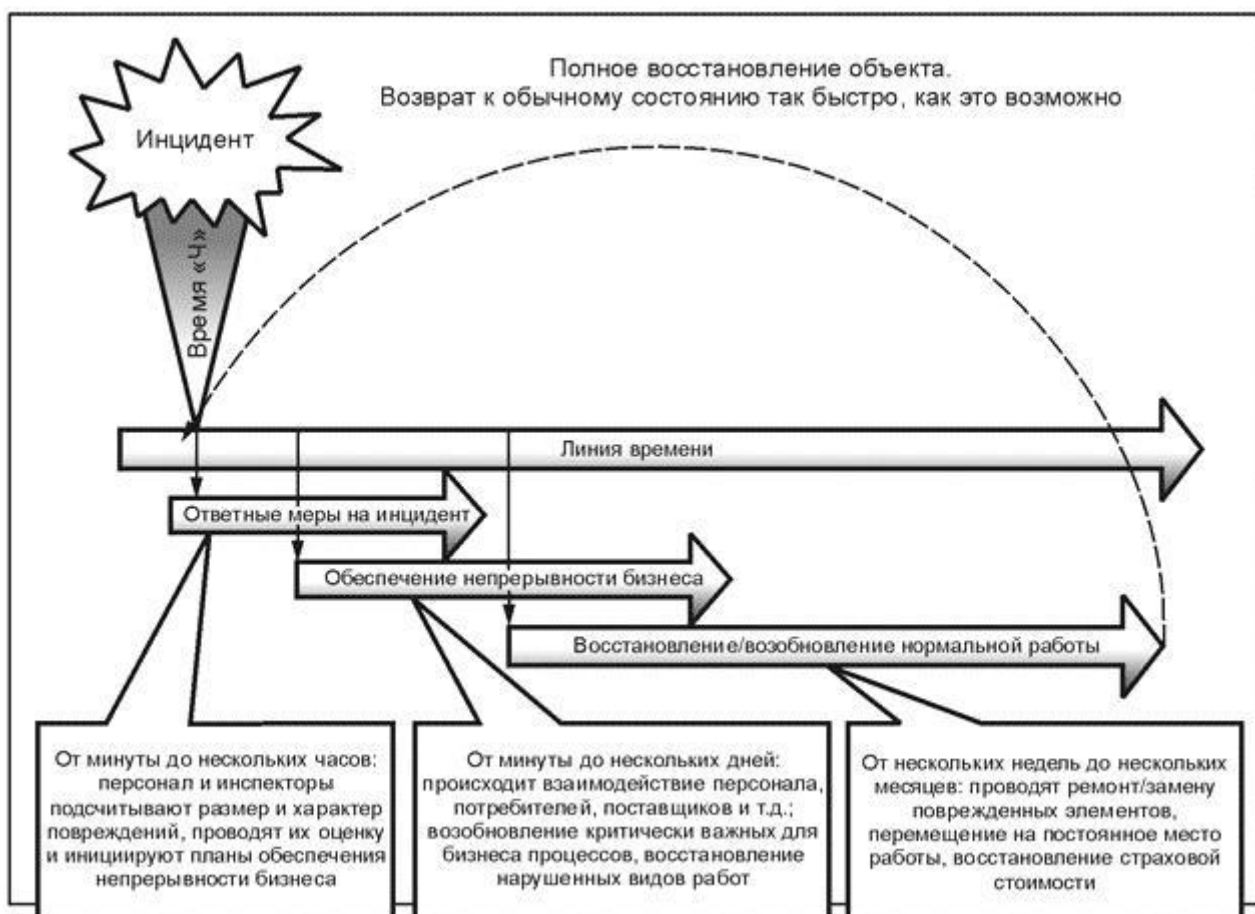 Полное восстановление объекта.
Возврат к обычному состоянию так быстро, как это возможно
Инцидент
Время «Ч»
Линия времени
Ответные меры на инцидент
Обеспечение непрерывности бизнеса
Восстановление/возобновление нормальной работы
От минуты до нескольких часов:
персонал и инспекторы
подсчитывают размер и характер
повреждений, проводят их оценку
и инициируют планы обеспечения
непрерывности бизнеса
От минуты до нескольких дней:
происходит взаимодействие персонала,
потребителей, поставщиков и т.д.;
возобновление критически важных для
бизнеса процессов, восстановление
нарушенных видов работ
От нескольких недель до нескольких
месяцев: проводят ремонт/замену
поврежденных элементов,
перемещение на постоянное место
работы, восстановление страховой
стоимости